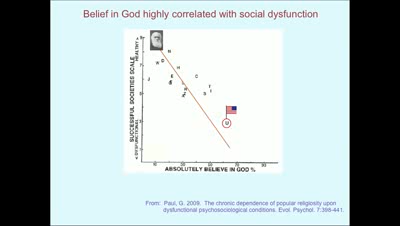 Belief in God highly correlated with social dysfunction
SUCCESSFUL SOCIETIES SCALE
< DYSFUNCTIONAL
HEALTHY >
U
ABSOLUTELY BELIEVE IN GOD %
From: Paul, G. 2009. The chronic dependence of popular religiosity upon
dysfunctional psychosociological conditions. Evol. Psychol. 7:398-441.